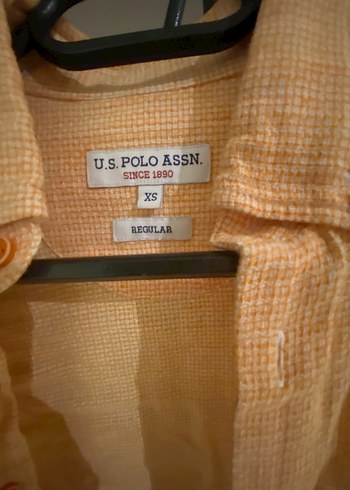 U.S. POLO ASSN.
SINCE 1890
XS
REGULAR